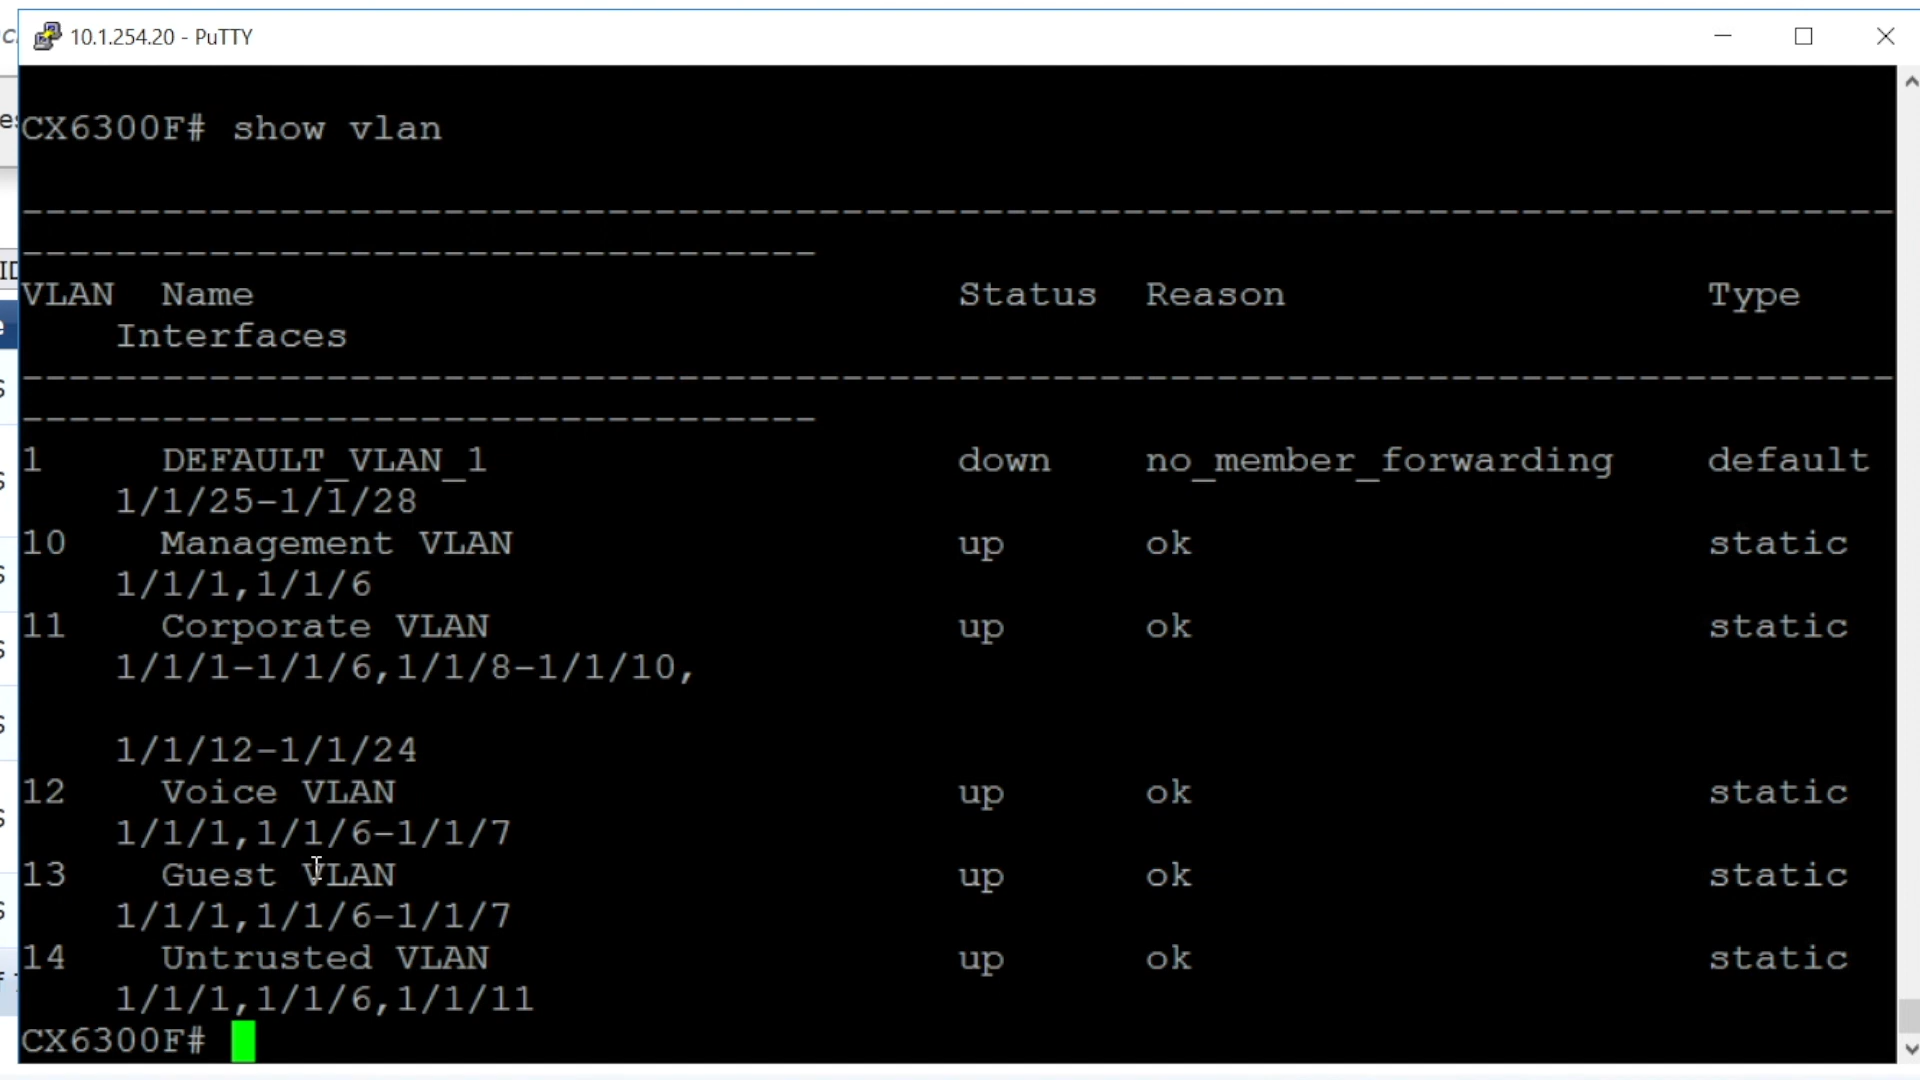 10.1.254.20 - PuTTY
CX6300F# show vlan
--------------------------------------------------------------------------------
----------------------------------
VLAN  Name                              Status  Reason                  Type
    Interfaces
--------------------------------------------------------------------------------
----------------------------------
1     DEFAULT_VLAN_1                    down    no_member_forwarding    default
    1/1/25-1/1/28
10    Management VLAN                   up      ok                      static
    1/1/1,1/1/6
11    Corporate VLAN                    up      ok                      static
    1/1/1-1/1/6,1/1/8-1/1/10,
    1/1/12-1/1/24
12    Voice VLAN                        up      ok                      static
    1/1/1,1/1/6-1/1/7
13    Guest VLAN                        up      ok                      static
    1/1/1,1/1/6-1/1/7
14    Untrusted VLAN                    up      ok                      static
    1/1/1,1/1/6,1/1/11
CX6300F#